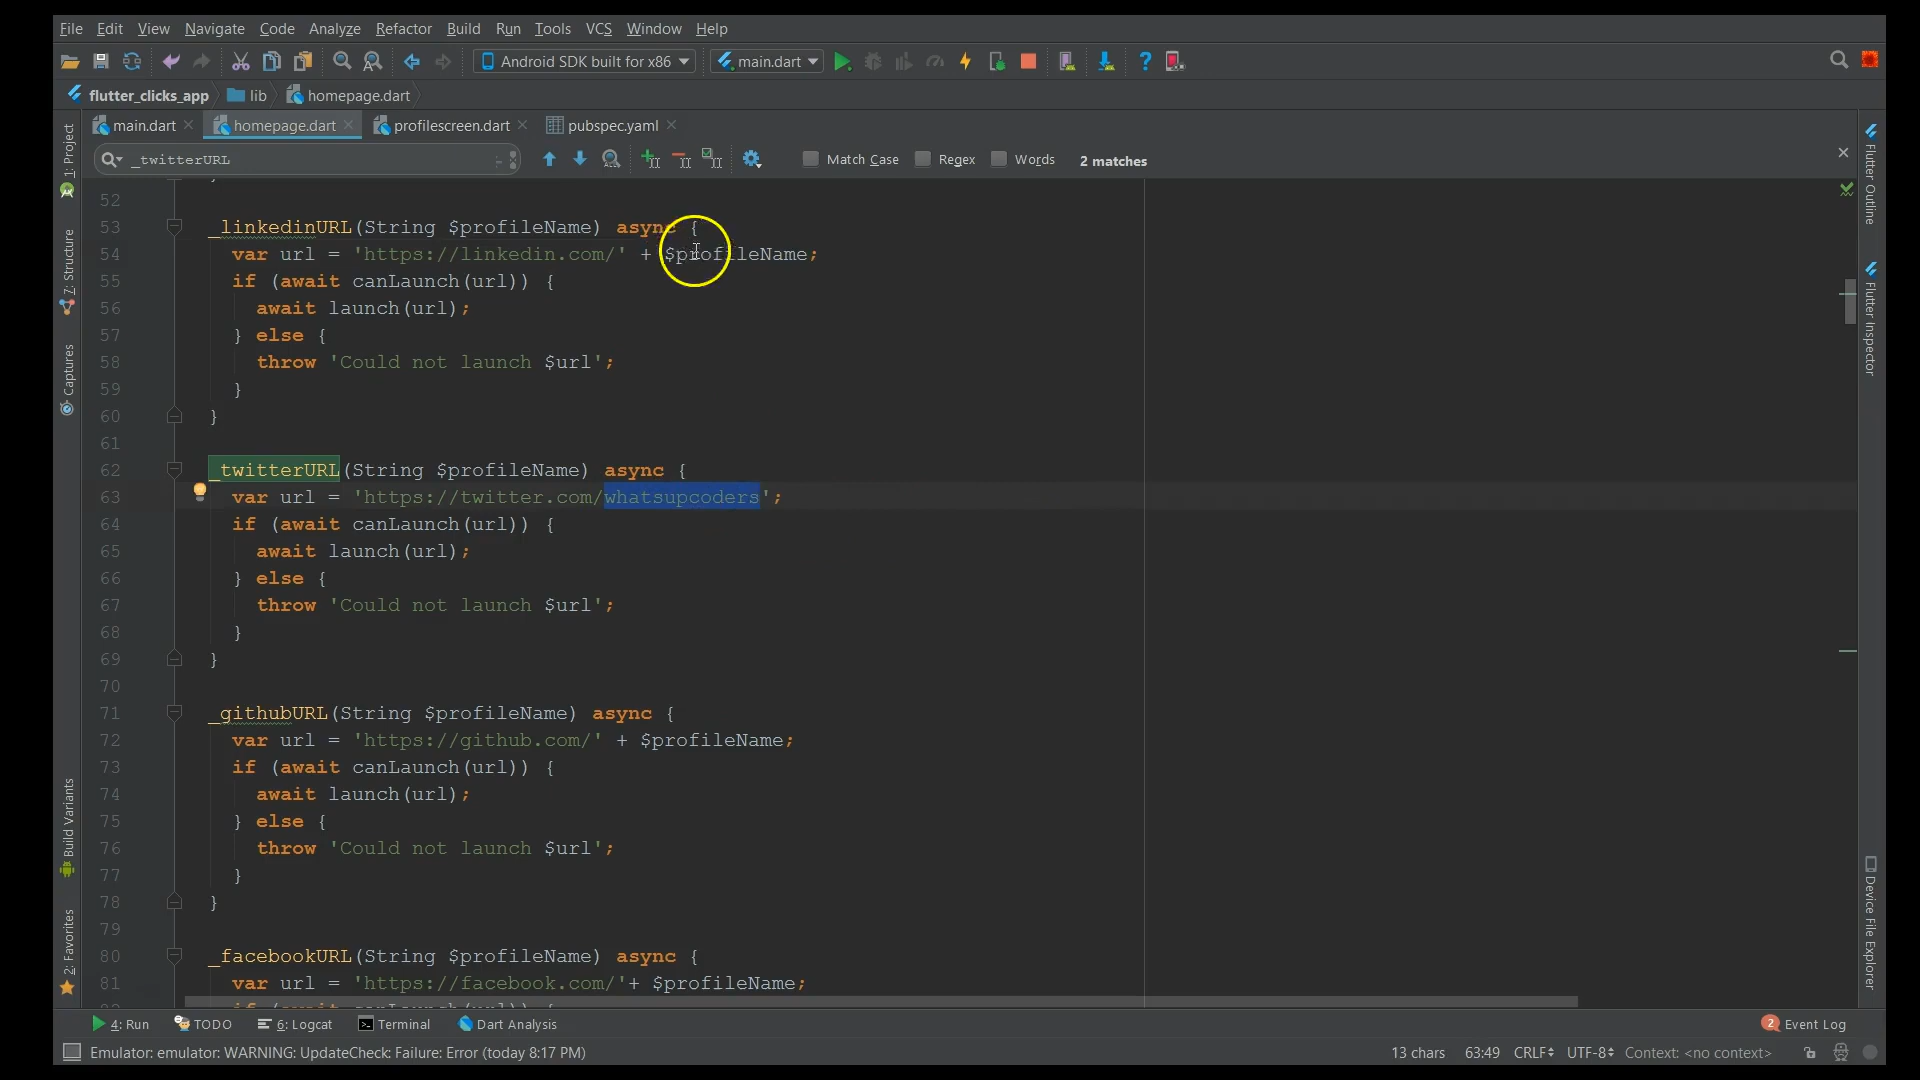 File Edit View Navigate Code Analyze Refactor Build Run Tools VCS Window Help
Android SDK built for x86 main.dart
flutter_clicks_app lib homepage.dart
main.dart homepage.dart profilescreen.dart pubspec.yaml
_twitterURL Match Case Regex Words 2 matches
52
53 _linkedinURL(String $profileName) async {
54 var url = 'https://linkedin.com/' + $profileName;
55 if (await canLaunch(url)) {
56 await launch(url);
57 } else {
58 throw 'Could not launch $url';
59 }
60 }
61
62 _twitterURL(String $profileName) async {
63 var url = 'https://twitter.com/whatsupcoders';
64 if (await canLaunch(url)) {
65 await launch(url);
66 } else {
67 throw 'Could not launch $url';
68 }
69 }
70
71 _githubURL(String $profileName) async {
72 var url = 'https://github.com/' + $profileName;
73 if (await canLaunch(url)) {
74 await launch(url);
75 } else {
76 throw 'Could not launch $url';
77 }
78 }
79
80 _facebookURL(String $profileName) async {
81 var url = 'https://facebook.com/'+ $profileName;
1: Project
7: Structure
Captures
Build Variants
2: Favorites
Flutter Outline
Flutter Inspector
Device File Explorer
4: Run TODO 6: Logcat Terminal Dart Analysis 2 Event Log
Emulator: emulator: WARNING: UpdateCheck: Failure: Error (today 8:17 PM) 13 chars 63:49 CRLF UTF-8 Context: <no context>